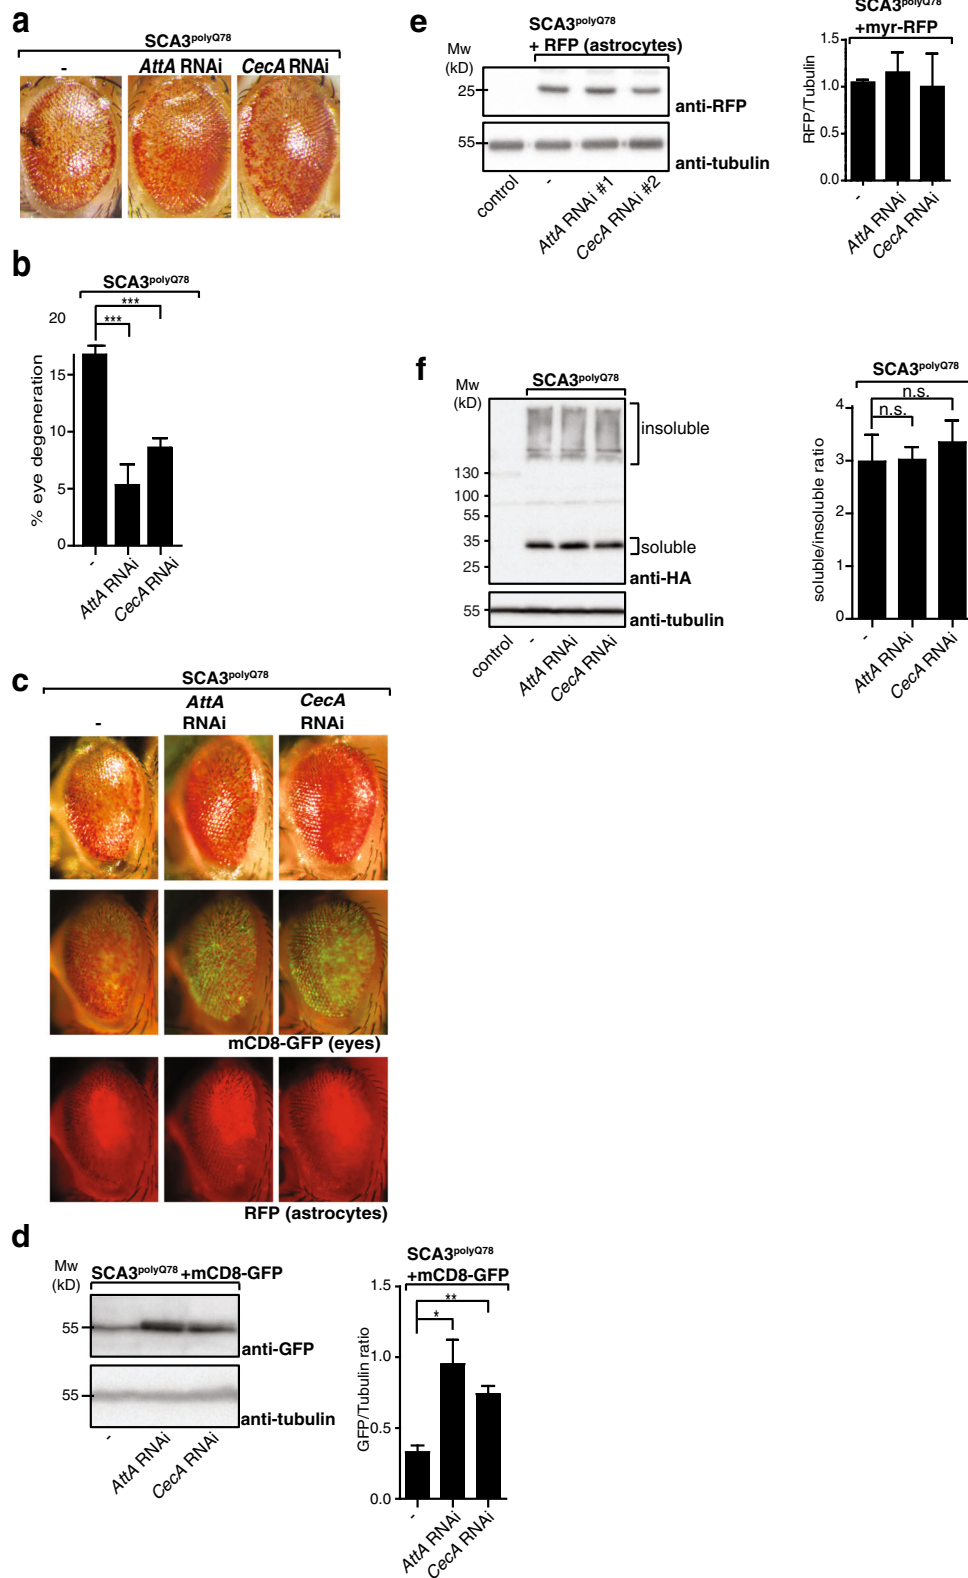 a
SCA3polyQ78
- AttA RNAi CecA RNAi
b
SCA3polyQ78
***
***
20
15
10
5
0
% eye degeneration
-
AttA RNAi
CecA RNAi
c
SCA3polyQ78
- AttA RNAi CecA RNAi
mCD8-GFP (eyes)
RFP (astrocytes)
d
Mw (kD)
SCA3polyQ78 +mCD8-GFP
55
anti-GFP
55
anti-tubulin
-
AttA RNAi
CecA RNAi
SCA3polyQ78
+mCD8-GFP
**
*
1.5
1.0
0.5
0.0
GFP/Tubulin ratio
-
AttA RNAi
CecA RNAi
e
SCA3polyQ78
+ RFP (astrocytes)
Mw (kD)
25
anti-RFP
55
anti-tubulin
control
-
AttA RNAi #1
CecA RNAi #2
SCA3polyQ78
+myr-RFP
1.5
1.0
0.5
0.0
RFP/Tubulin
-
AttA RNAi
CecA RNAi
f
Mw (kD)
SCA3polyQ78
insoluble
130
100
55
35
25
soluble
anti-HA
55
anti-tubulin
control
-
AttA RNAi
CecA RNAi
SCA3polyQ78
n.s.
n.s.
4
3
2
1
0
soluble/insoluble ratio
-
AttA RNAi
CecA RNAi